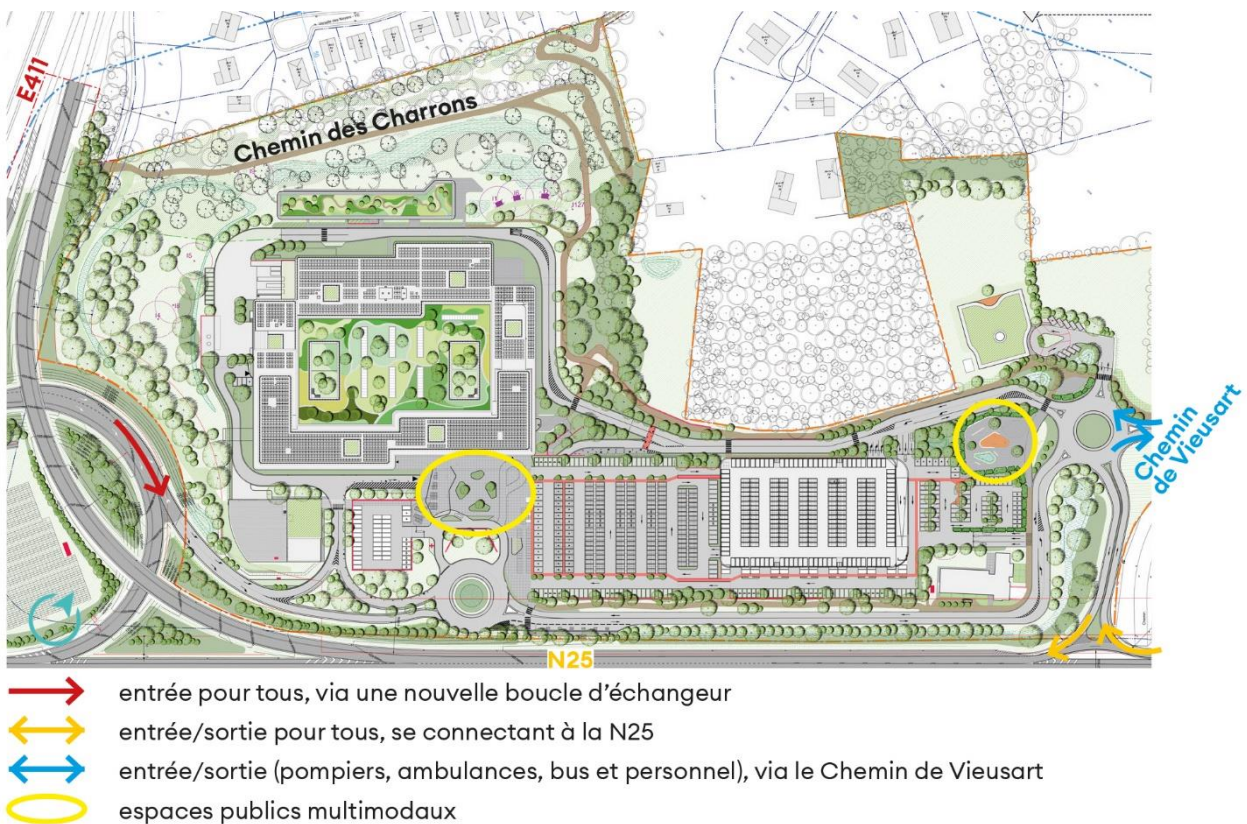 E411
Chemin des Charrons
Chemin
de Vieusart
N25
entrée pour tous, via une nouvelle boucle d’échangeur
entrée/sortie pour tous, se connectant à la N25
entrée/sortie (pompiers, ambulances, bus et personnel), via le Chemin de Vieusart
espaces publics multimodaux